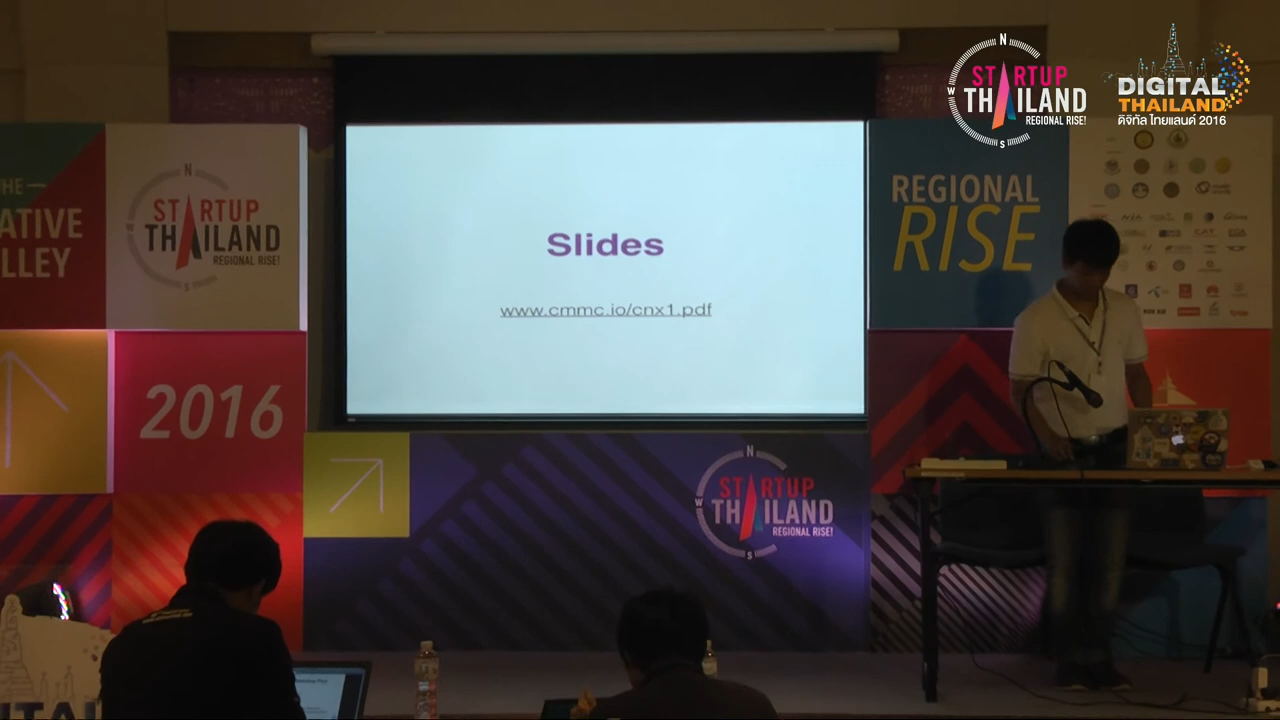 N
STARTUP
W
THAILAND
REGIONAL RISE!
S
DIGITAL
THAILAND
ดิจิทัล ไทยแลนด์ 2016
THE
ATIVE
LLEY
N
STARTUP
THAILAND
REGIONAL RISE!
S
2016
Slides
www.cmmc.io/cnx1.pdf
REGIONAL
RISE
N
STARTUP
W
THAILAND
REGIONAL RISE!
S
ITAL